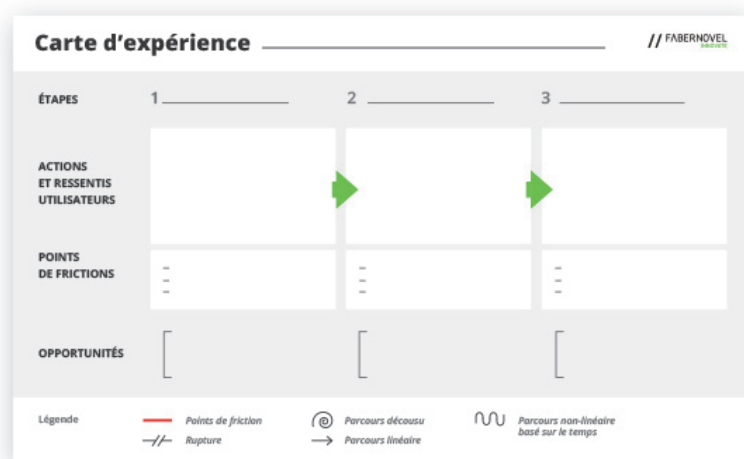 Carte d'expérience
// FABERNOVEL
INNOVATE
ÉTAPES 1 2 3
ACTIONS
ET RESSENTIS
UTILISATEURS
POINTS
DE FRICTIONS
OPPORTUNITÉS
Légende
Points de friction
Rupture
Parcours décousu
Parcours linéaire
Parcours non-linéaire
basé sur le temps